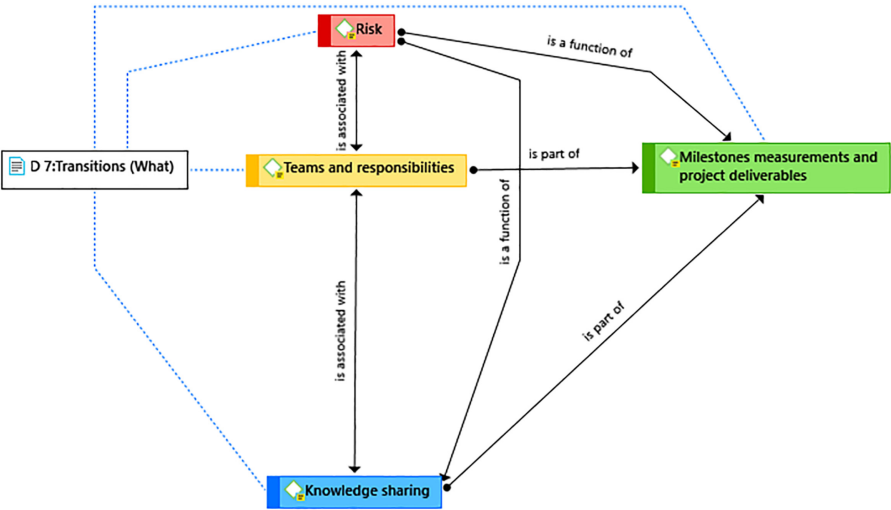 Risk
is a function of
is associated with
D 7:Transitions (What)
Teams and responsibilities
is part of
Milestones measurements and
project deliverables
is a function of
is associated with
is part of
Knowledge sharing